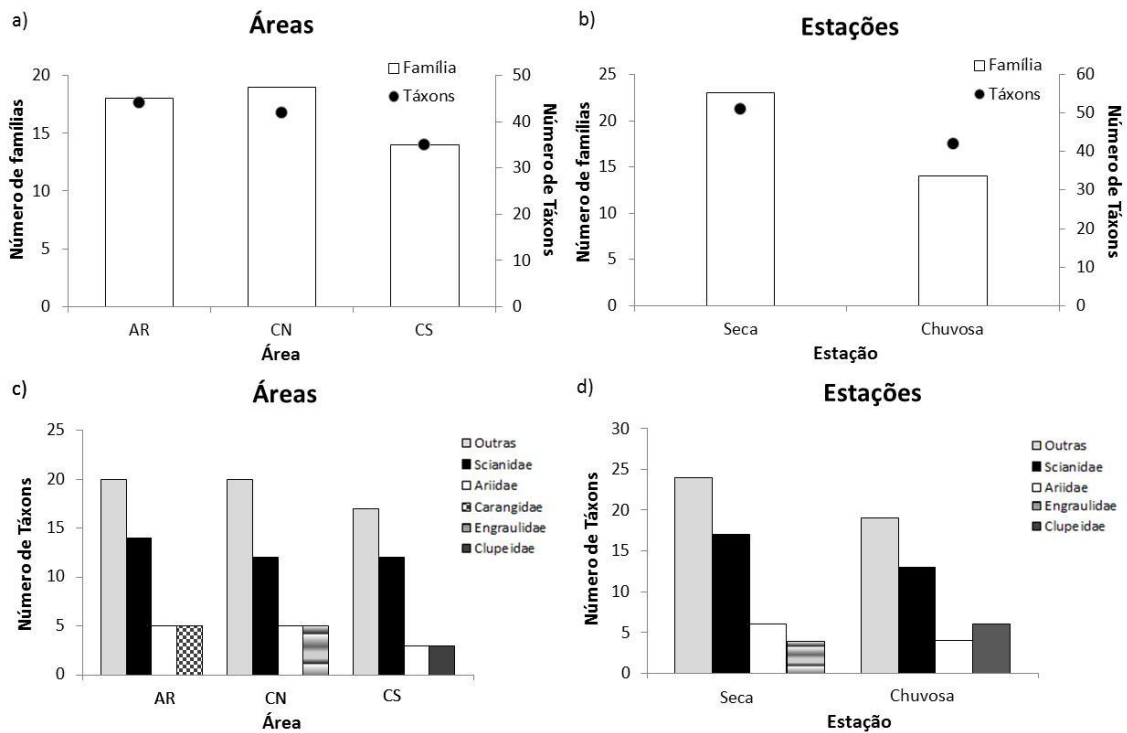 a)
Áreas
Família
Táxons
20
15
10
5
0
50
40
30
20
10
0
Número de famílias
Número de Táxons
AR
CN
CS
Área
b)
Estações
Família
Táxons
25
20
15
10
5
0
60
50
40
30
20
10
0
Número de famílias
Número de Táxons
Seca
Chuvosa
Estação
c)
Áreas
25
20
15
10
5
0
Número de Táxons
Outras
Scianidae
Ariidae
Carangidae
Engraulidae
Clupeidae
AR
CN
CS
Área
d)
Estações
30
25
20
15
10
5
0
Número de Táxons
Outras
Scianidae
Ariidae
Engraulidae
Clupeidae
Seca
Chuvosa
Estação